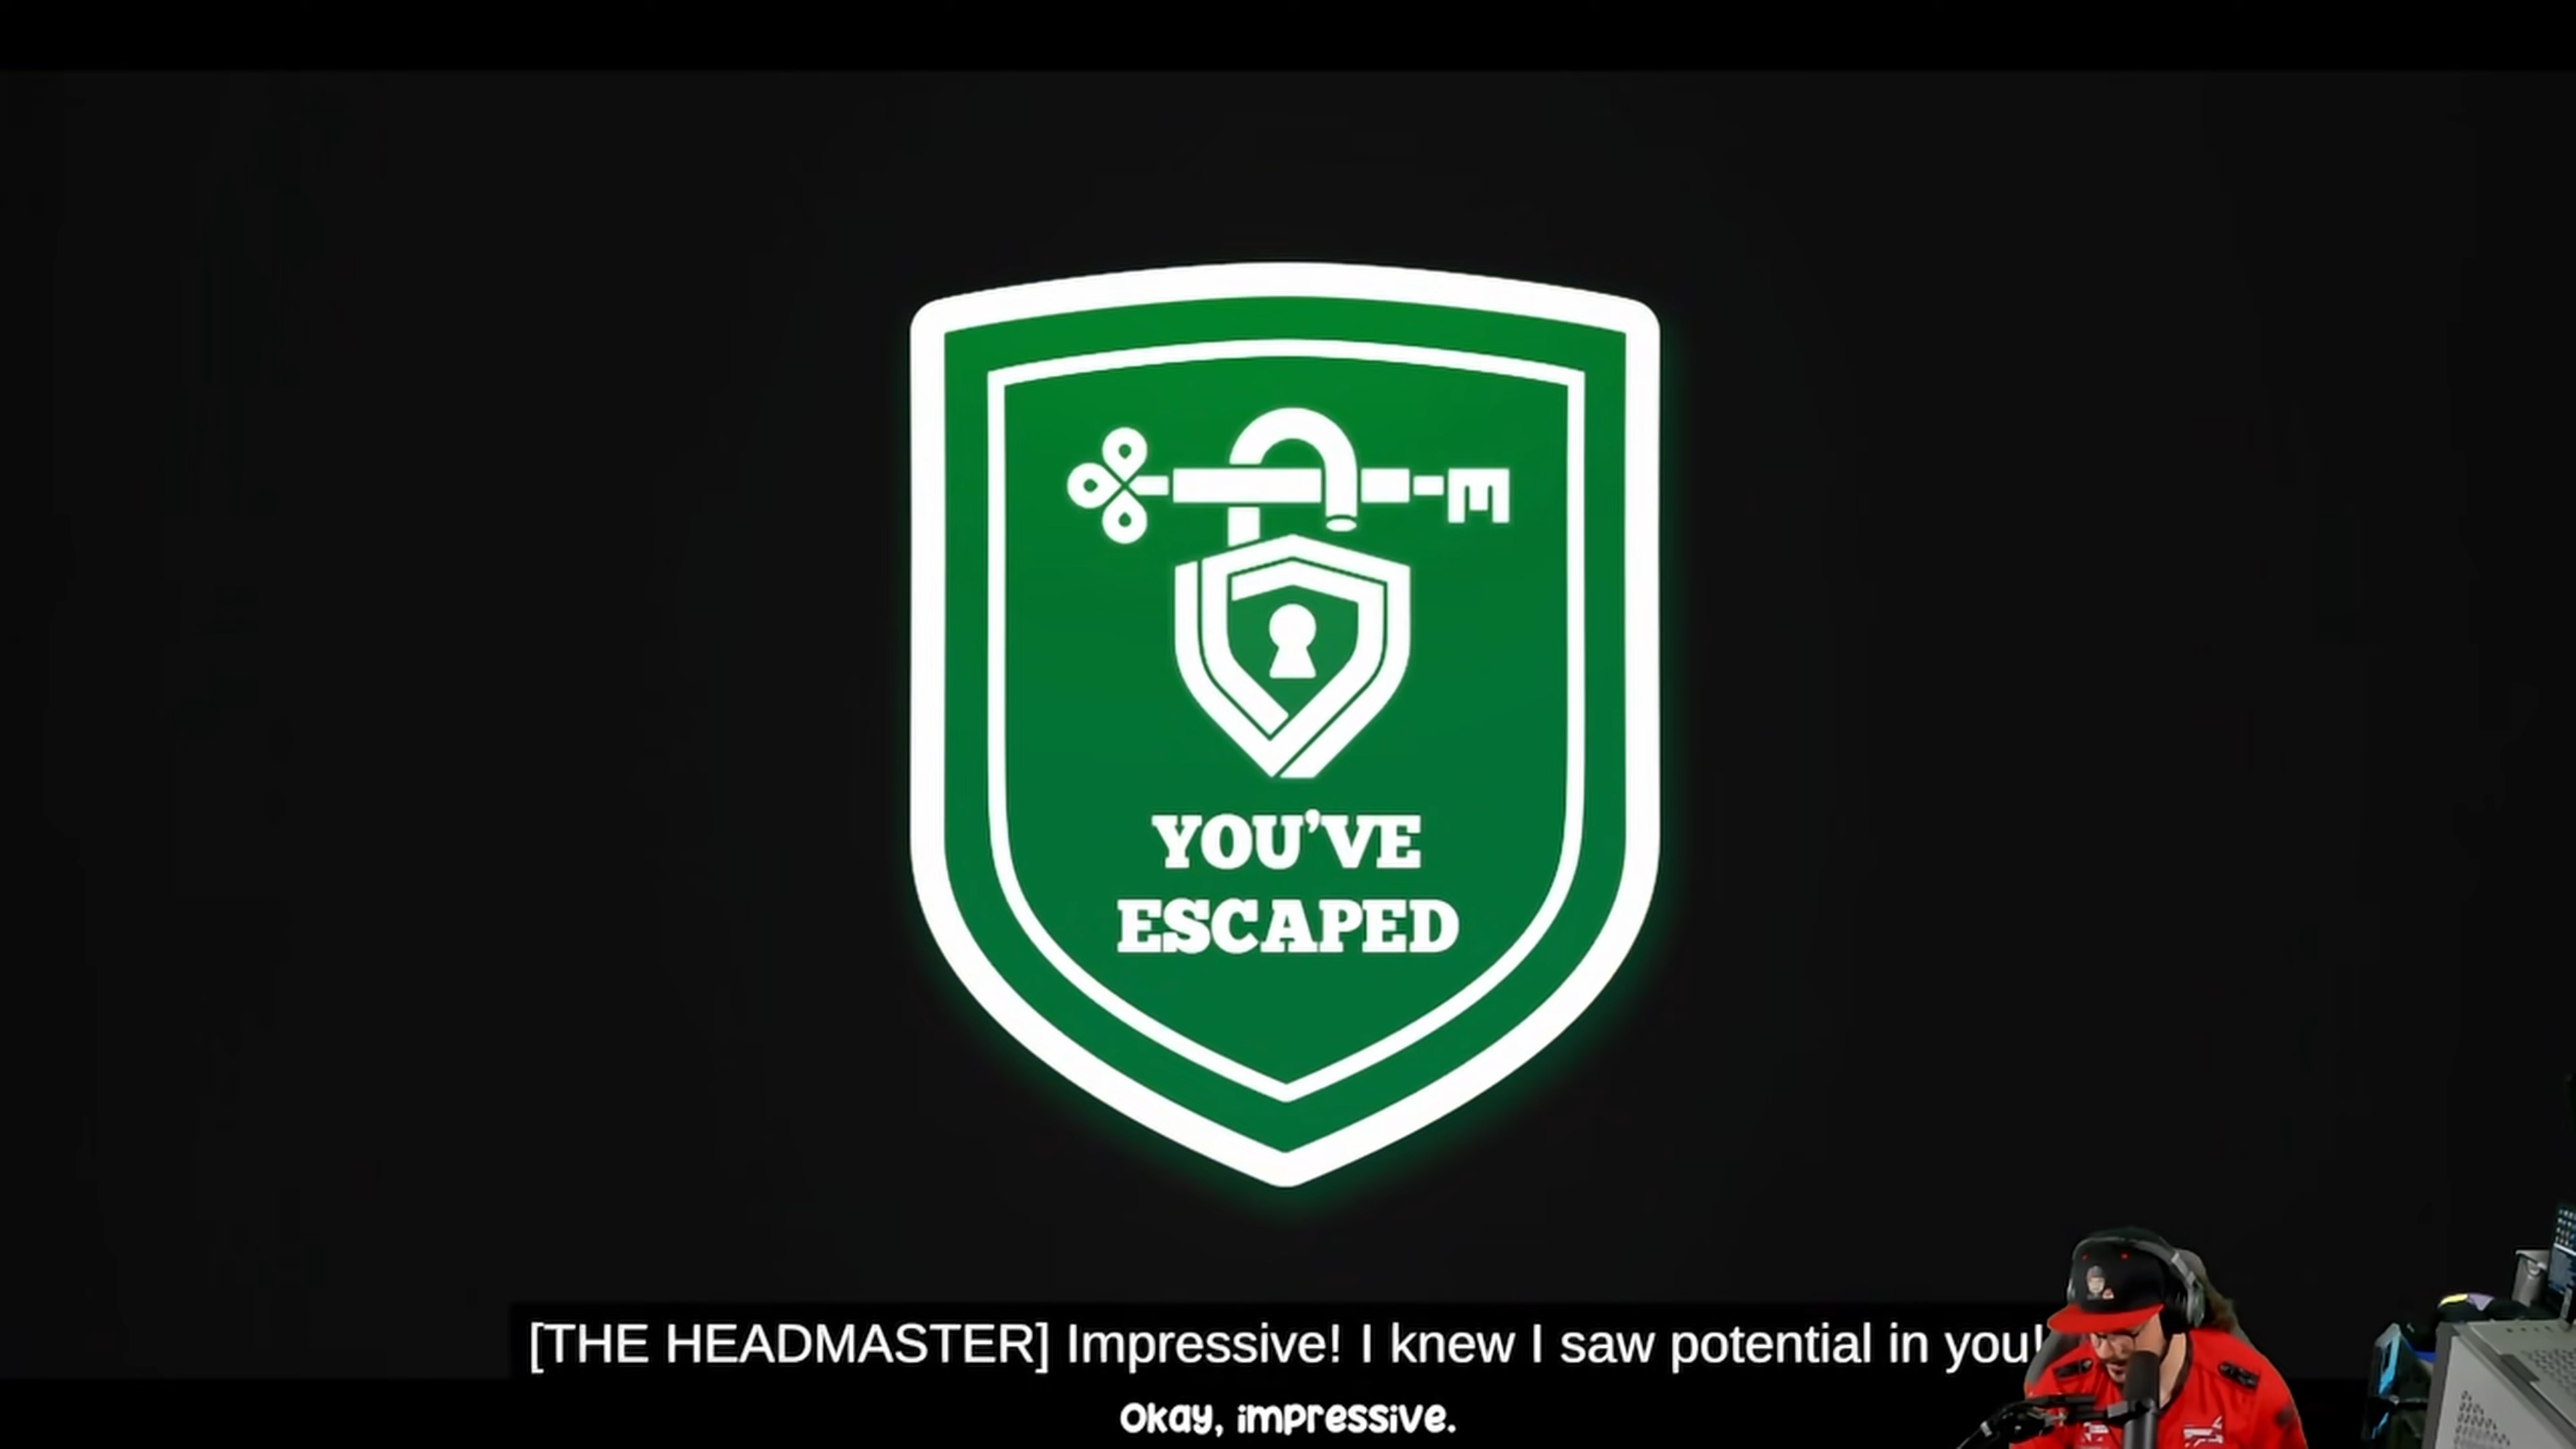 YOU'VE
ESCAPED
[THE HEADMASTER] Impressive! I knew I saw potential in you!
Okay, impressive.